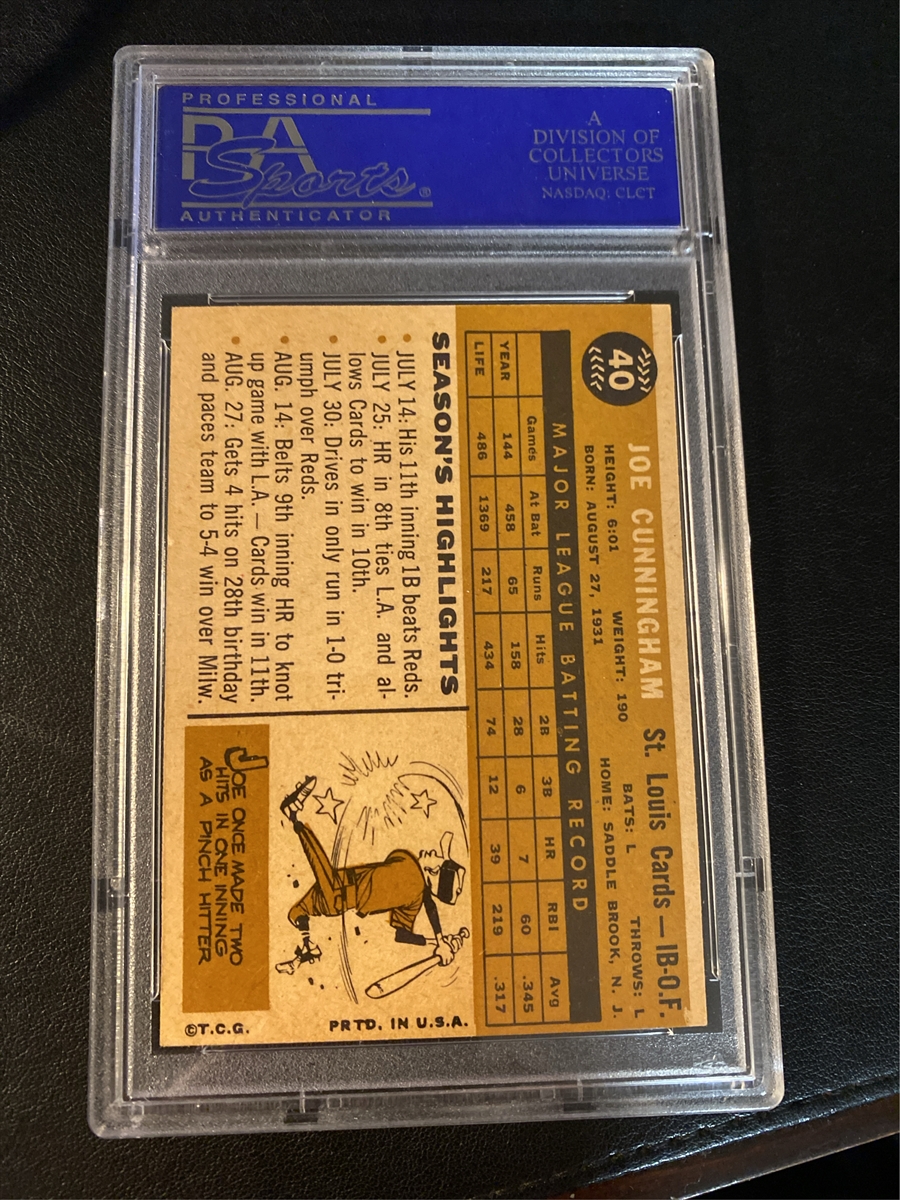 PROFESSIONAL
PSA
Sports®
AUTHENTICATOR
A
DIVISION OF
COLLECTORS
UNIVERSE
NASDAQ: CLCT
40
JOE CUNNINGHAM St. Louis Cards—1B-O.F.
HEIGHT: 6:01 WEIGHT: 190 BATS: L THROWS: L
BORN: AUGUST 27, 1931 HOME: SADDLE BROOK, N. J.
MAJOR LEAGUE BATTING RECORD
Games At Bat Runs Hits 2B 3B HR RBI Avg
YEAR 144 458 65 158 28 6 7 60 .345
LIFE 486 1369 217 434 74 12 39 219 .317
SEASON'S HIGHLIGHTS
• JULY 14: His 11th inning 1B beats Reds.
• JULY 25: HR in 8th ties L.A. and al-
lows Cards to win in 10th.
• JULY 30: Drives in only run in 1-0 tri-
umph over Reds.
• AUG. 14: Belts 9th inning HR to knot
up game with L.A. — Cards win in 11th.
• AUG. 27: Gets 4 hits on 28th birthday
and paces team to 5-4 win over Milw.
JOE ONCE MADE TWO
HITS IN ONE INNING
AS A PINCH HITTER
©T.C.G. PRTD. IN U.S.A.